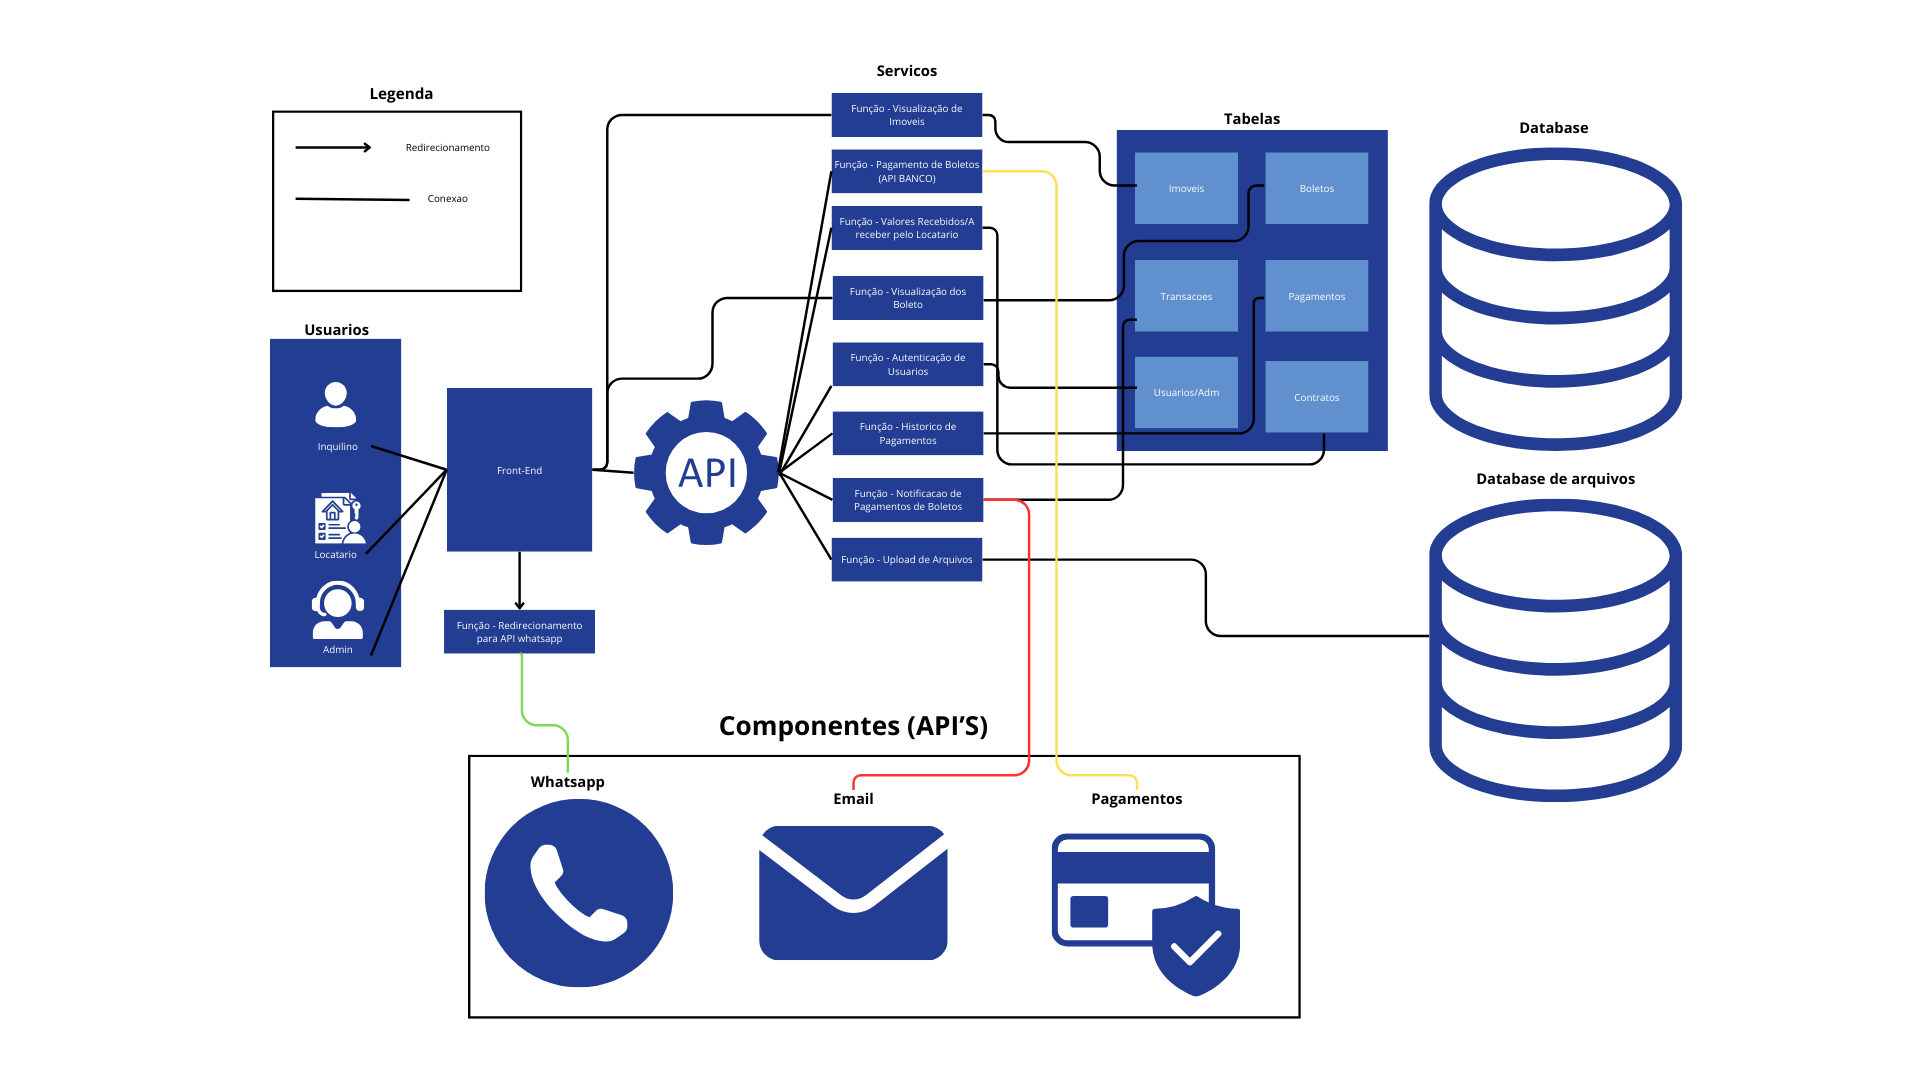 Legenda
Redirecionamento
Conexao
Usuarios
Inquilino
Locatario
Admin
Front-End
Função - Redirecionamento
para API whatsapp
API
Servicos
Função - Visualização de
Imoveis
Função - Pagamento de Boletos
(API BANCO)
Função - Valores Recebidos/A
receber pelo Locatario
Função - Visualização dos
Boleto
Função - Autenticação de
Usuarios
Função - Historico de
Pagamentos
Função - Notificacao de
Pagamentos de Boletos
Função - Upload de Arquivos
Tabelas
Imoveis
Boletos
Transacoes
Pagamentos
Usuarios/Adm
Contratos
Database
Database de arquivos
Componentes (API’S)
Whatsapp
Email
Pagamentos